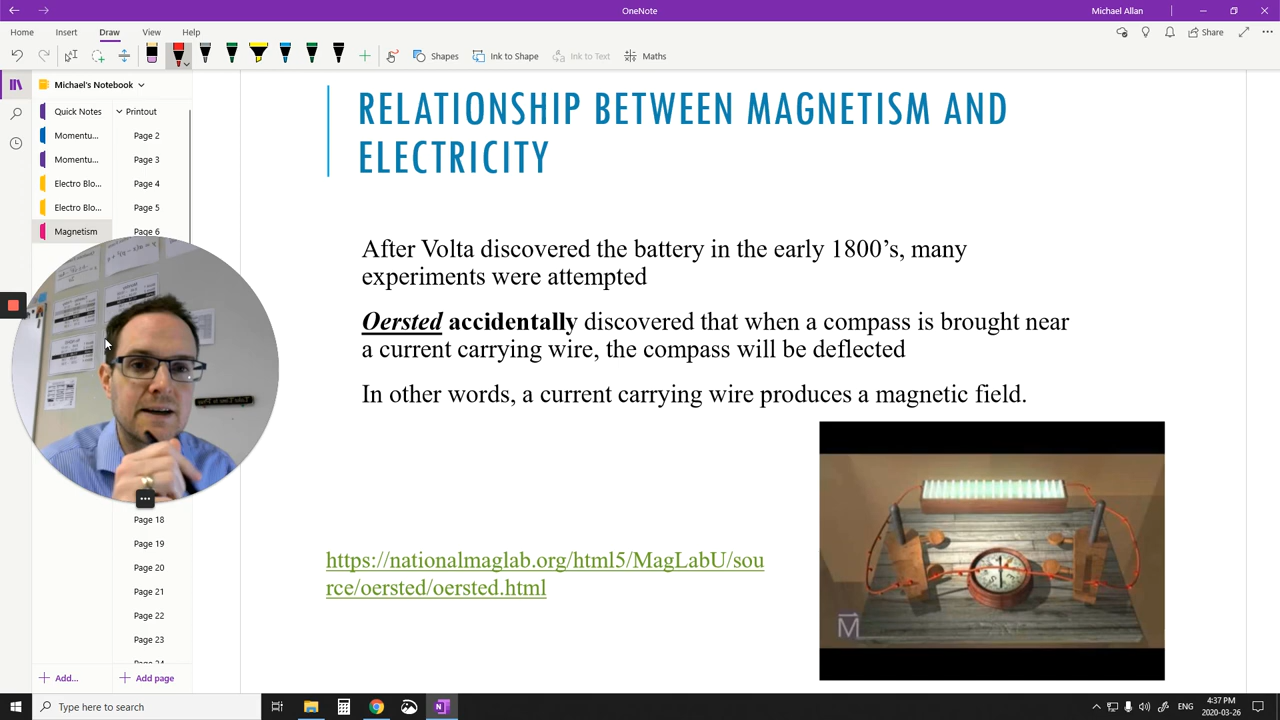 OneNote
Michael Allan
Home Insert Draw View Help
Share
Shapes Ink to Shape Ink to Text Maths
Michael's Notebook
Quick Notes
Momentu...
Momentu...
Electro Blo...
Electro Blo...
Magnetism
Printout
Page 2
Page 3
Page 4
Page 5
Page 6
Page 18
Page 19
Page 20
Page 21
Page 22
Page 23
Page 24
Add...
Add page
RELATIONSHIP BETWEEN MAGNETISM AND
ELECTRICITY
After Volta discovered the battery in the early 1800’s, many
experiments were attempted
Oersted accidentally discovered that when a compass is brought near
a current carrying wire, the compass will be deflected
In other words, a current carrying wire produces a magnetic field.
https://nationalmaglab.org/html5/MagLabU/sou
rce/oersted/oersted.html
M
Type here to search
ENG
4:37 PM
2020-03-26